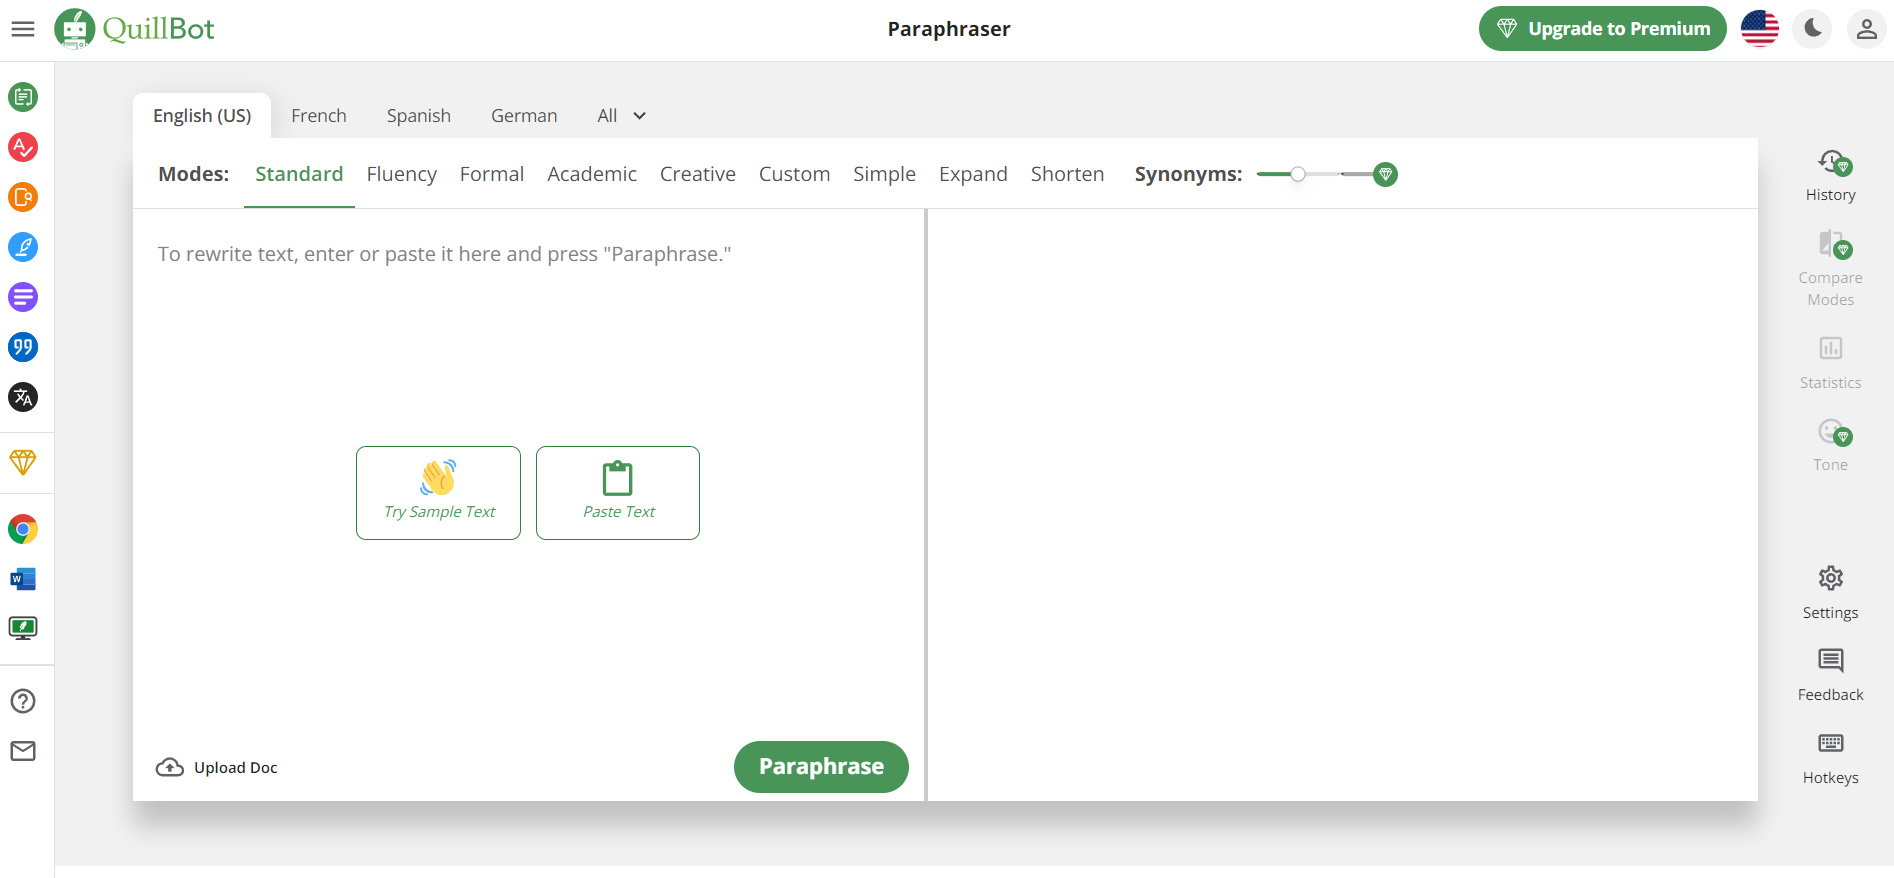 QuillBot
Paraphraser
Upgrade to Premium
English (US) French Spanish German All
Modes: Standard Fluency Formal Academic Creative Custom Simple Expand Shorten Synonyms:
To rewrite text, enter or paste it here and press "Paraphrase."
Try Sample Text Paste Text
Upload Doc Paraphrase
History
Compare
Modes
Statistics
Tone
Settings
Feedback
Hotkeys